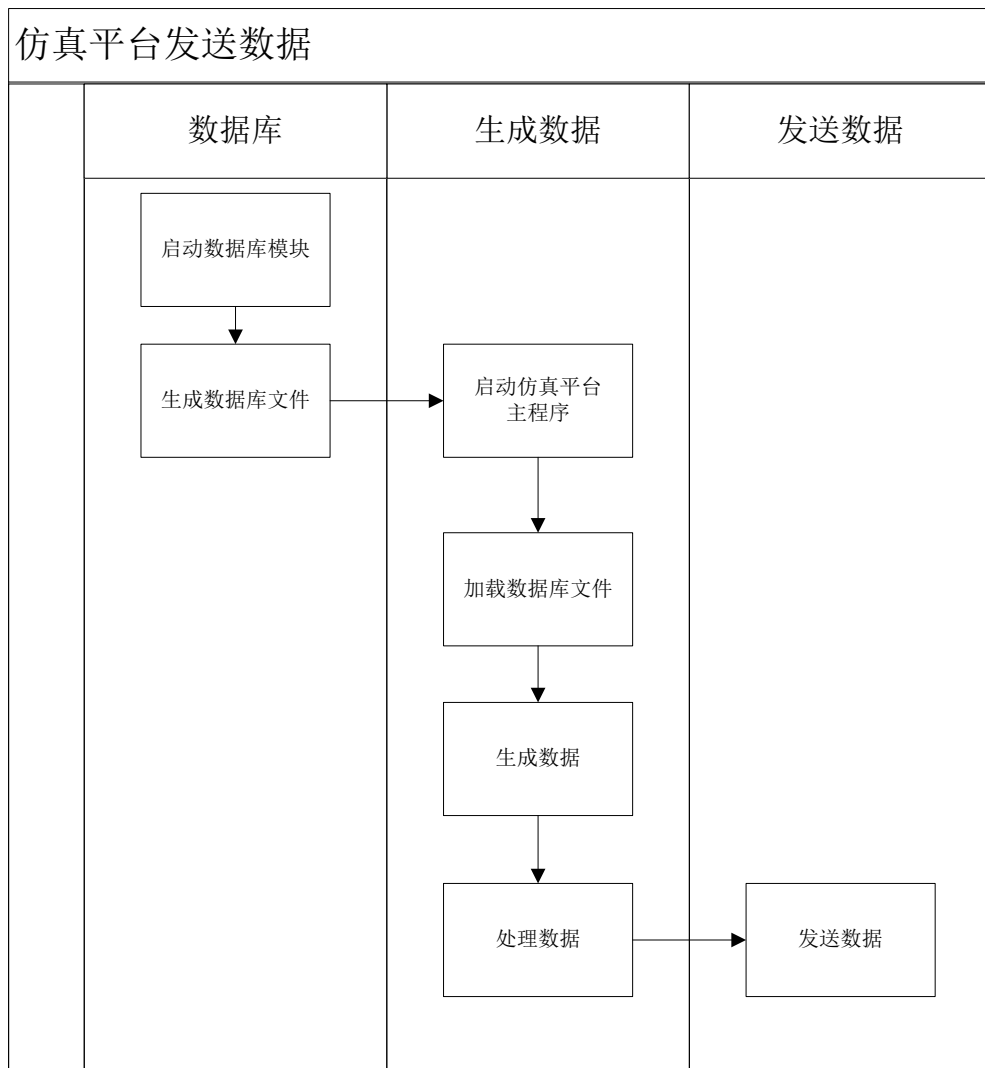 仿真平台发送数据
数据库
生成数据
发送数据
启动数据库模块
生成数据库文件
启动仿真平台
主程序
加载数据库文件
生成数据
处理数据
发送数据